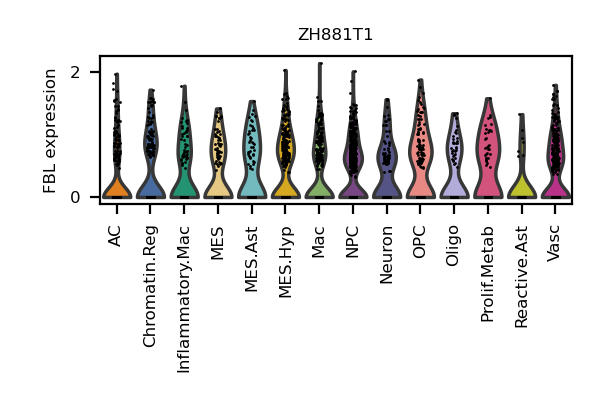 ZH881T1
FBL expression
2
0
AC
Chromatin.Reg
Inflammatory.Mac
MES
MES.Ast
MES.Hyp
Mac
NPC
Neuron
OPC
Oligo
Prolif.Metab
Reactive.Ast
Vasc